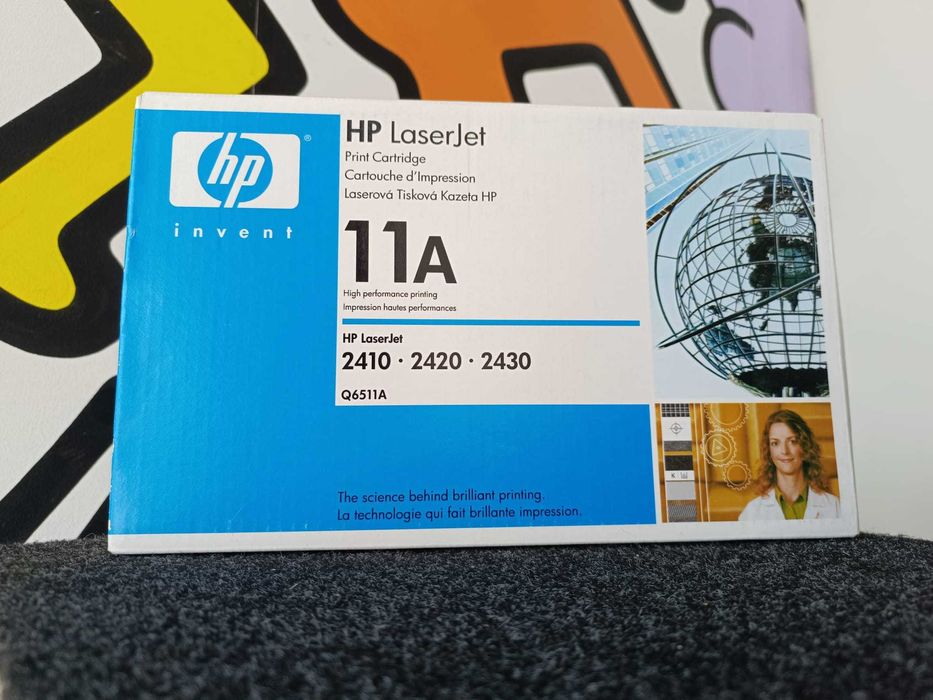 hp
®
invent
HP LaserJet
Print Cartridge
Cartouche d'Impression
Laserová Tisková Kazeta HP
11A
High performance printing
Impression hautes performances
HP LaserJet
2410 · 2420 · 2430
Q6511A
The science behind brilliant printing.
La technologie qui fait brillante impression.
K